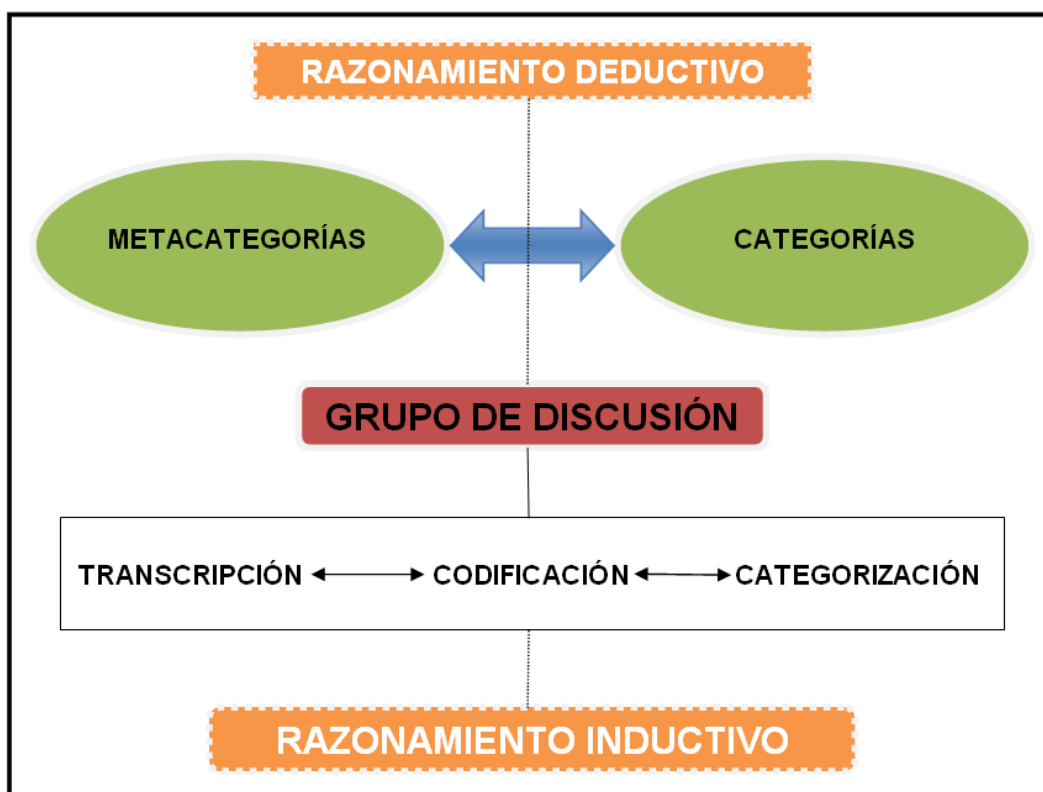 RAZONAMIENTO DEDUCTIVO
METACATEGORÍAS
CATEGORÍAS
GRUPO DE DISCUSIÓN
TRANSCRIPCIÓN CODIFICACIÓN CATEGORIZACIÓN
RAZONAMIENTO INDUCTIVO